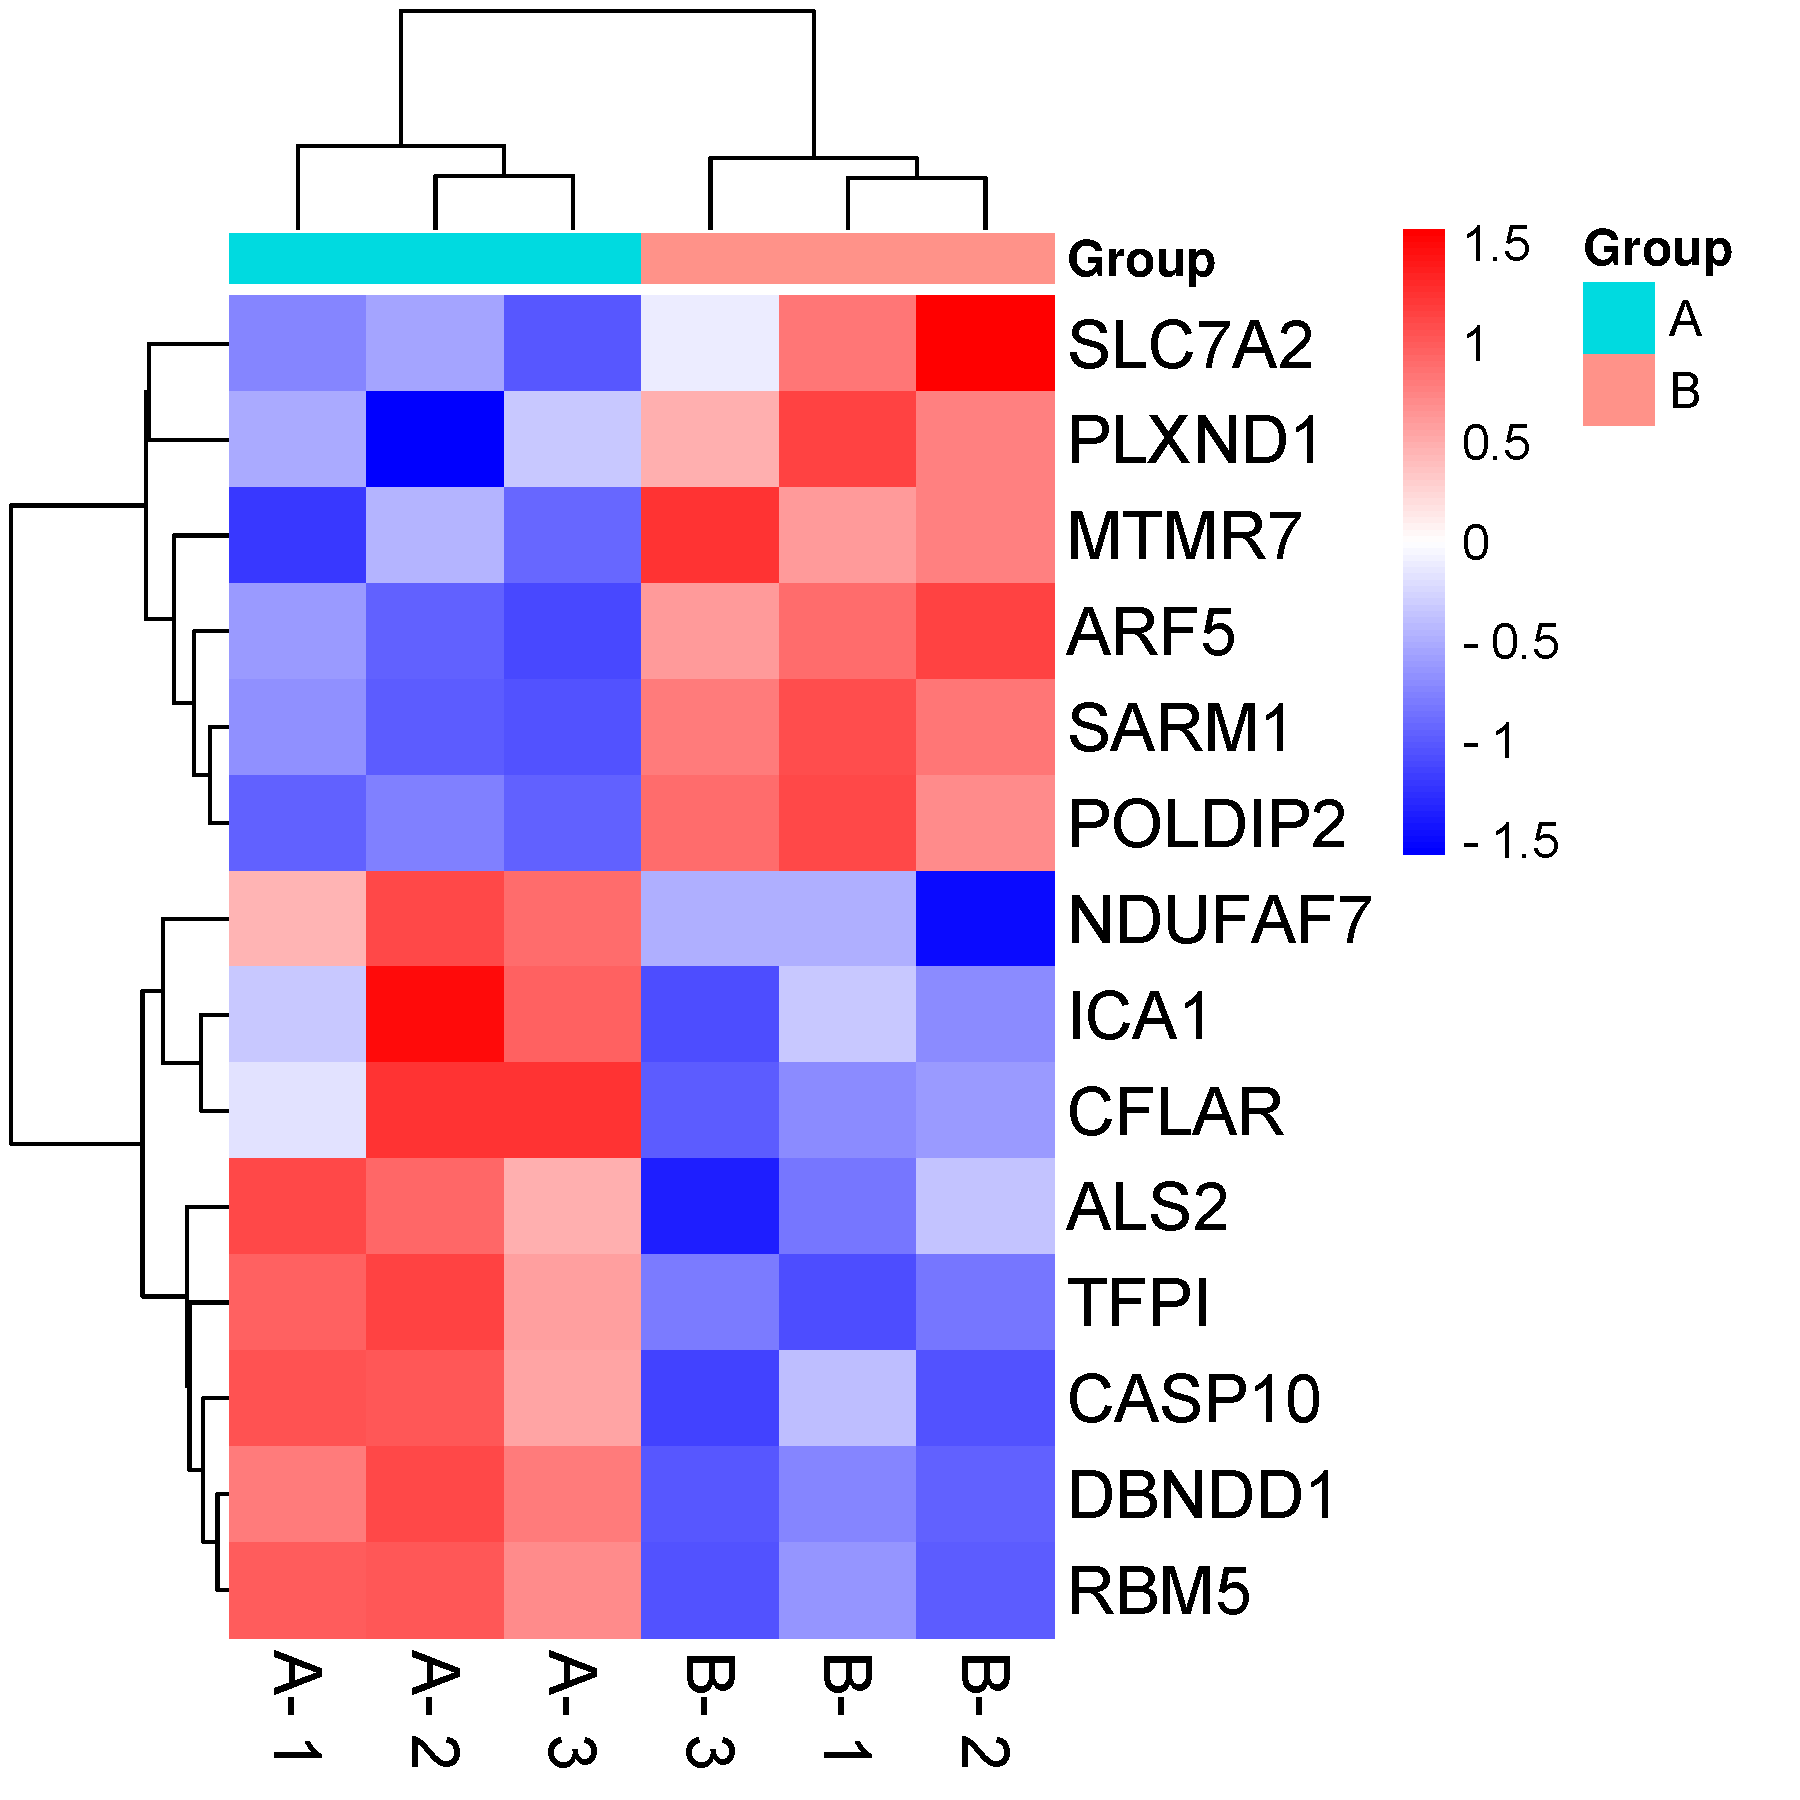 Group
SLC7A2
PLXND1
MTMR7
ARF5
SARM1
POLDIP2
NDUFAF7
ICA1
CFLAR
ALS2
TFPI
CASP10
DBNDD1
RBM5
A-1
A-2
A-3
B-3
B-1
B-2
1.5
1
0.5
0
-0.5
-1
-1.5
Group
A
B